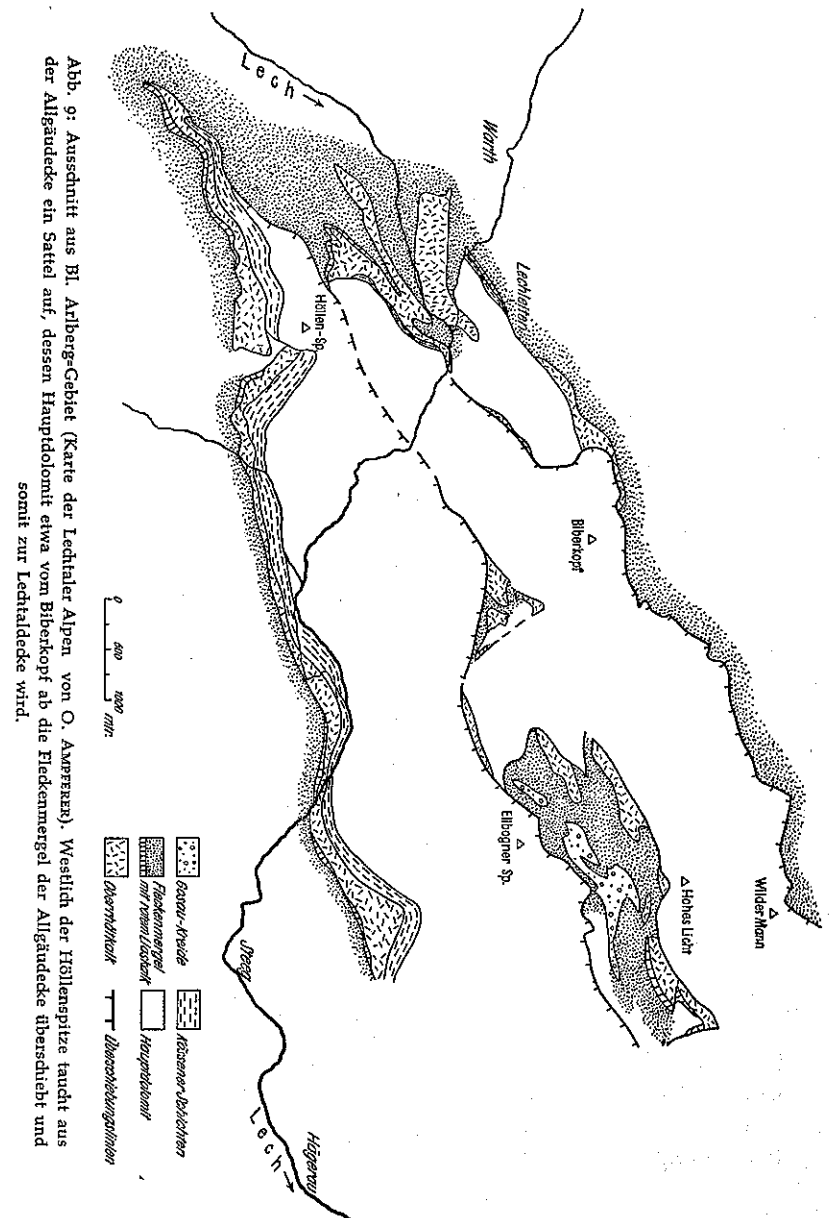 Warth
Lechleiten
Biberkopf
Wilder Mann
Hohes Licht
Ellbogner Sp.
Lech →
Höllen-Sp.
Hägerau
Steeg
Lech →
0 500 1000 mtr.
Gosau-Kreide
Kössener Schichten
Fleckenmergel
mit rotem Liaskalk
Hauptdolomit
Oberrhätkalk
Überschiebungslinien
Abb. 9: Ausschnitt aus Bl. Arlberg=Gebiet (Karte der Lechtaler Alpen von O. AMPFERER). Westlich der Höllenspitze taucht aus
der Allgäudecke ein Sattel auf, dessen Hauptdolomit etwa vom Biberkopf ab die Fleckenmergel der Allgäudecke überschiebt und
somit zur Lechtaldecke wird.